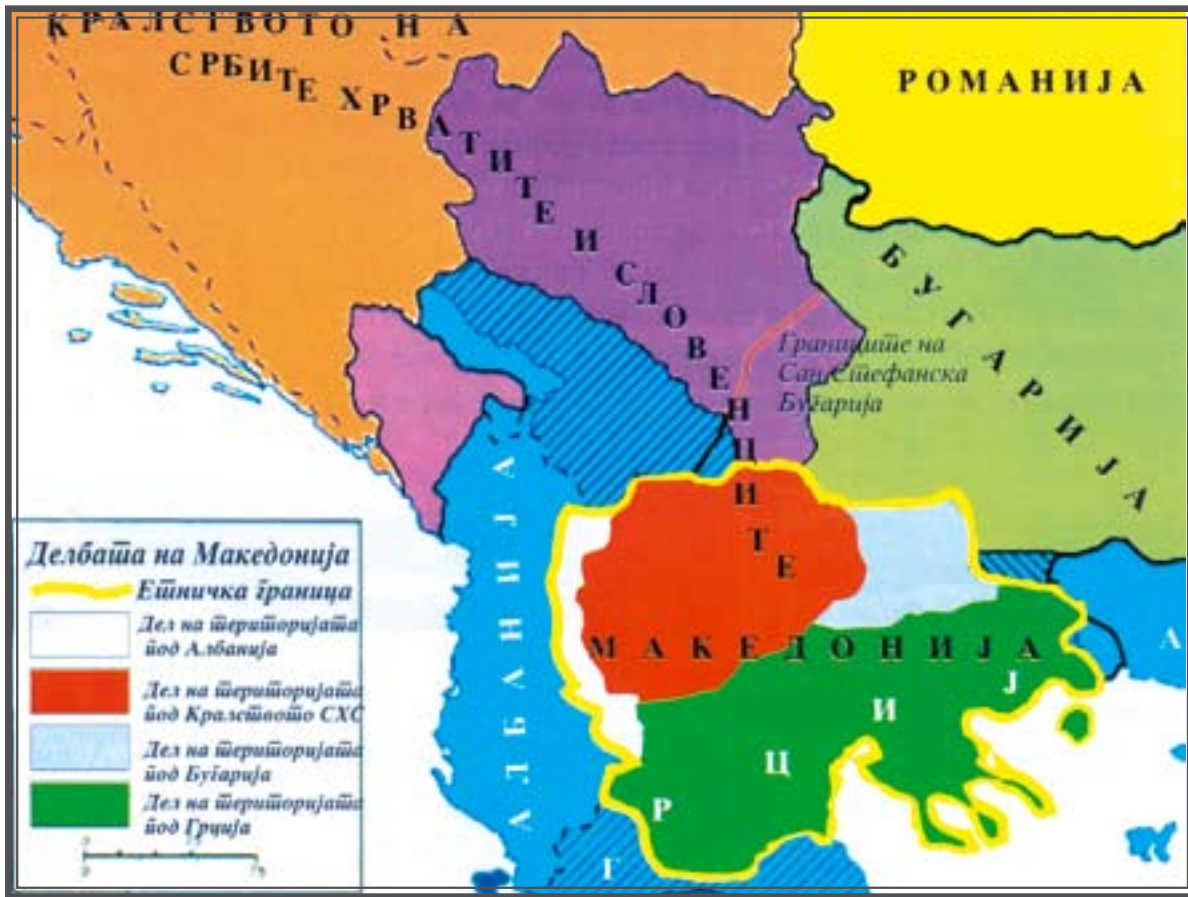 КРАЛСТВОТО НА
СРБИТЕ ХРВАТИТЕ И СЛОВЕНЦИТЕ
РОМАНИЈА
БУГАРИЈА
Границите на
Сан Стефанска
Бугарија
АЛБАНИЈА
МАКЕДОНИЈА
ГРЦИЈА
Делбата на Македонија
Етничка граница
Дел на територијата
под Албанија
Дел на територијата
под Кралството СХС
Дел на територијата
под Бугарија
Дел на територијата
под Грција